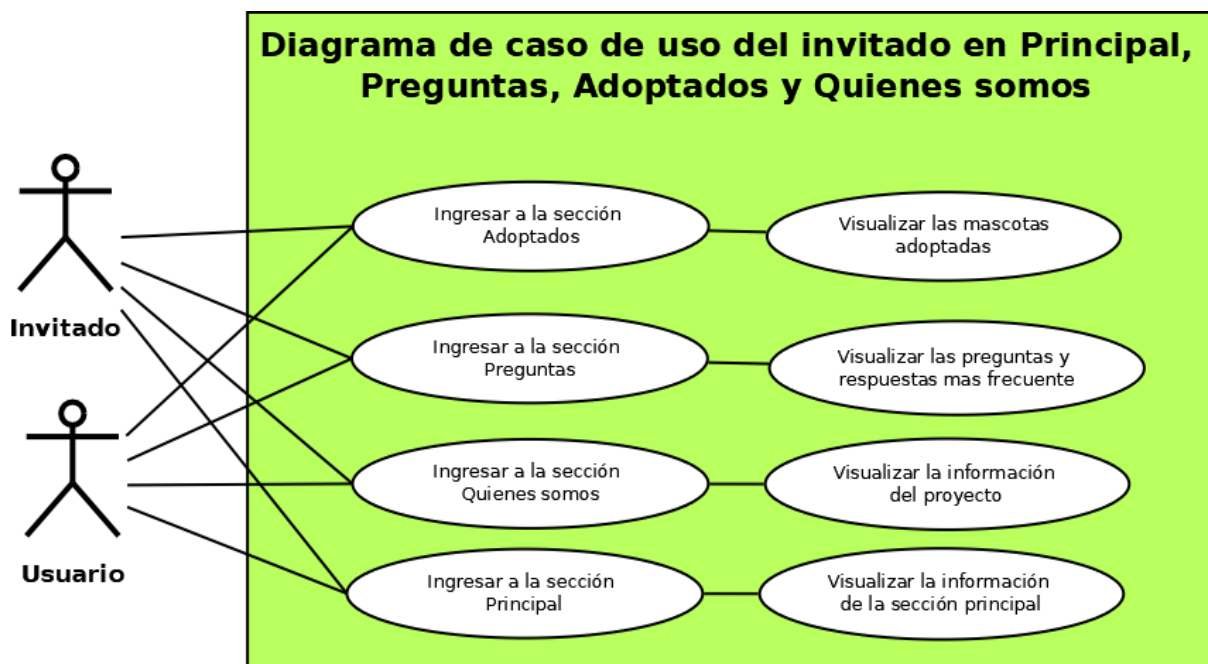 Diagrama de caso de uso del invitado en Principal,
Preguntas, Adoptados y Quienes somos
Ingresar a la sección
Adoptados
Visualizar las mascotas
adoptadas
Invitado
Ingresar a la sección
Preguntas
Visualizar las preguntas y
respuestas mas frecuente
Ingresar a la sección
Quienes somos
Visualizar la información
del proyecto
Usuario
Ingresar a la sección
Principal
Visualizar la información
de la sección principal